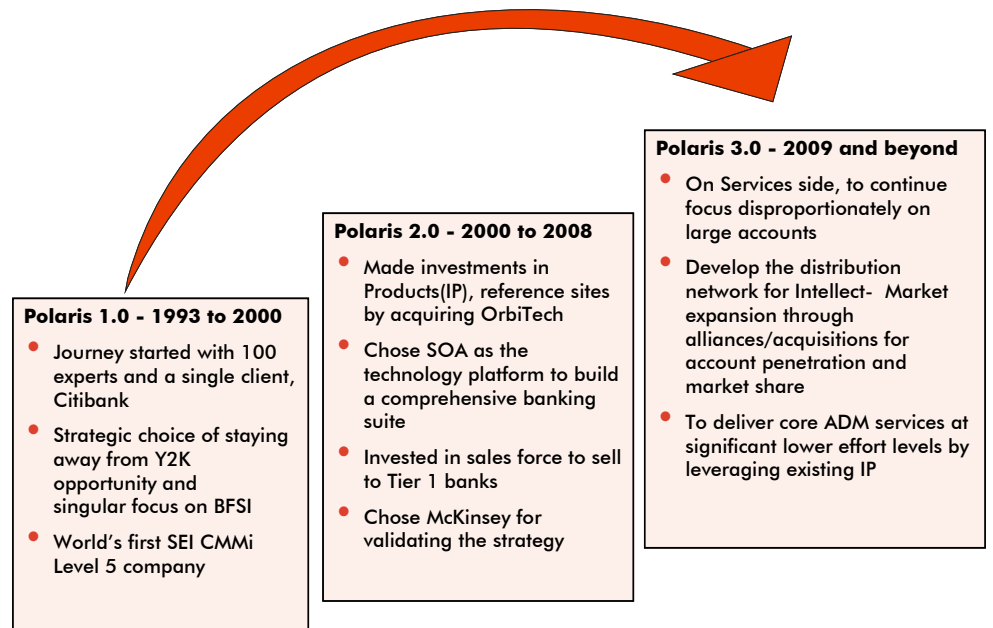 Polaris 1.0 - 1993 to 2000
• Journey started with 100
experts and a single client,
Citibank
• Strategic choice of staying
away from Y2K
opportunity and
singular focus on BFSI
• World's first SEI CMMi
Level 5 company
Polaris 2.0 - 2000 to 2008
• Made investments in
Products(IP), reference sites
by acquiring OrbiTech
• Chose SOA as the
technology platform to build
a comprehensive banking
suite
• Invested in sales force to sell
to Tier 1 banks
• Chose McKinsey for
validating the strategy
Polaris 3.0 - 2009 and beyond
• On Services side, to continue
focus disproportionately on
large accounts
• Develop the distribution
network for Intellect- Market
expansion through
alliances/acquisitions for
account penetration and
market share
• To deliver core ADM services at
significant lower effort levels by
leveraging existing IP